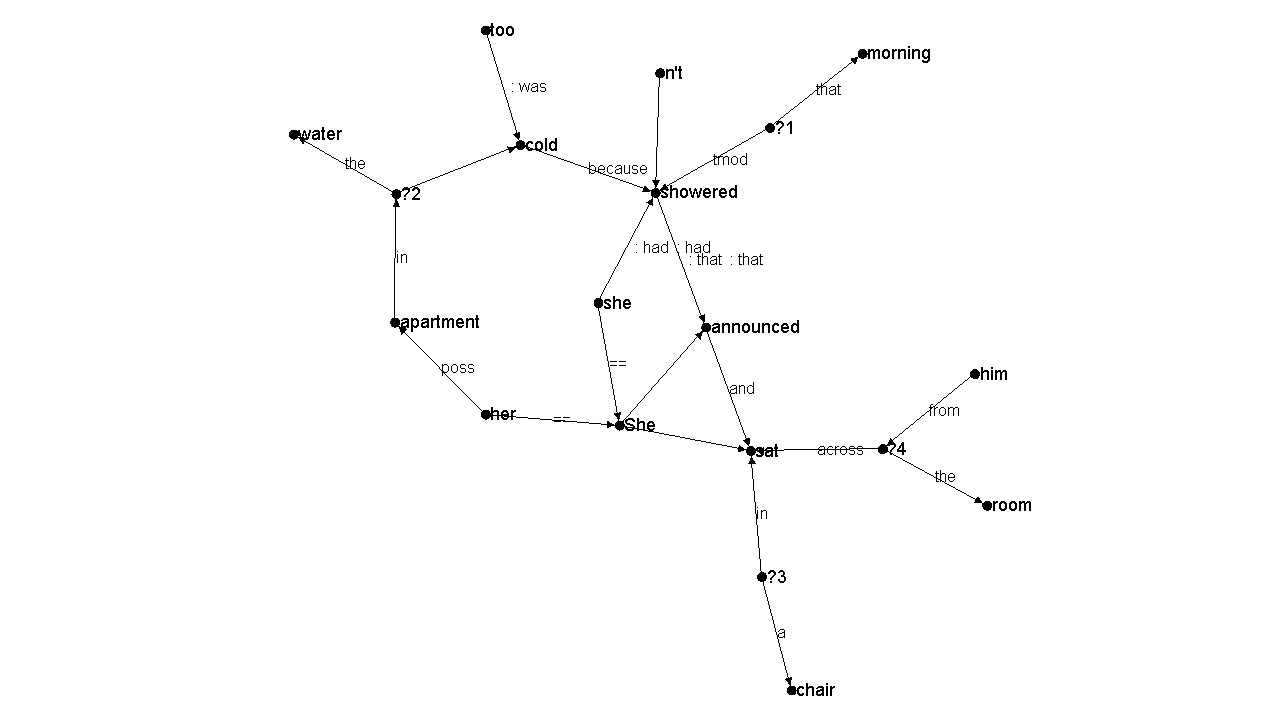 too
morning
n't
: was
that
?1
water
cold
the
because
tmod
?2
showered
in
: had : had
: that : that
she
apartment
announced
poss
==
and
him
her
==
She
from
sat
across
?4
the
room
in
?3
a
chair